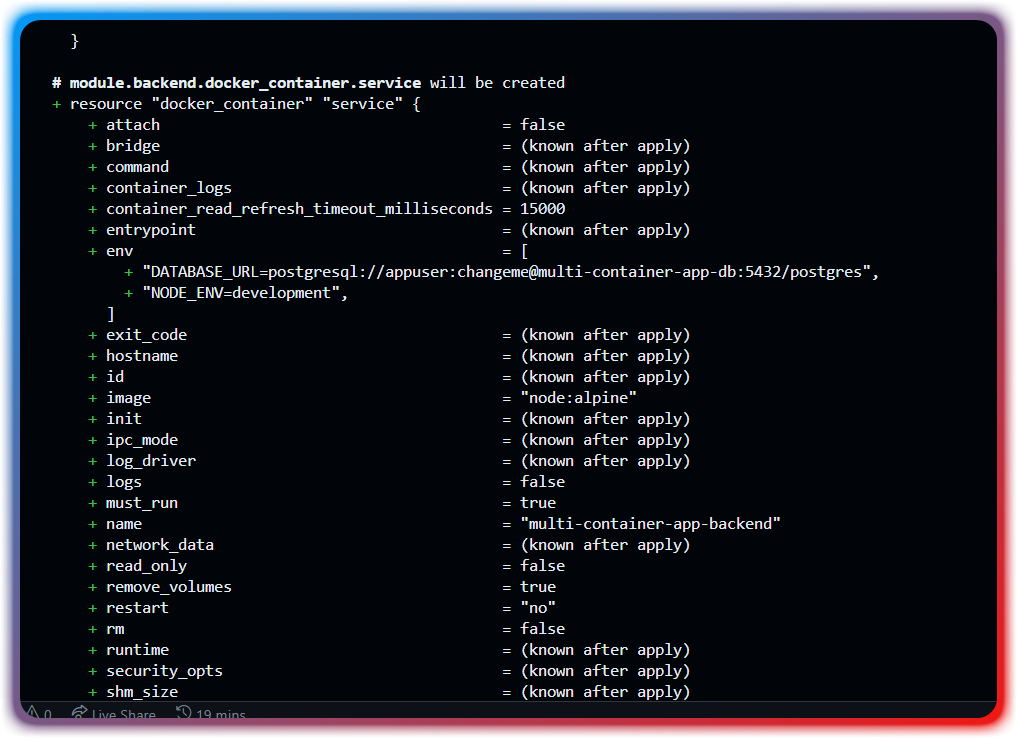 }
# module.backend.docker_container.service will be created
+ resource "docker_container" "service" {
+ attach = false
+ bridge = (known after apply)
+ command = (known after apply)
+ container_logs = (known after apply)
+ container_read_refresh_timeout_milliseconds = 15000
+ entrypoint = (known after apply)
+ env = [
+ "DATABASE_URL=postgresql://appuser:changeme@multi-container-app-db:5432/postgres",
+ "NODE_ENV=development",
]
+ exit_code = (known after apply)
+ hostname = (known after apply)
+ id = (known after apply)
+ image = "node:alpine"
+ init = (known after apply)
+ ipc_mode = (known after apply)
+ log_driver = (known after apply)
+ logs = false
+ must_run = true
+ name = "multi-container-app-backend"
+ network_data = (known after apply)
+ read_only = false
+ remove_volumes = true
+ restart = "no"
+ rm = false
+ runtime = (known after apply)
+ security_opts = (known after apply)
+ shm_size = (known after apply)
0 Live Share 19 mins